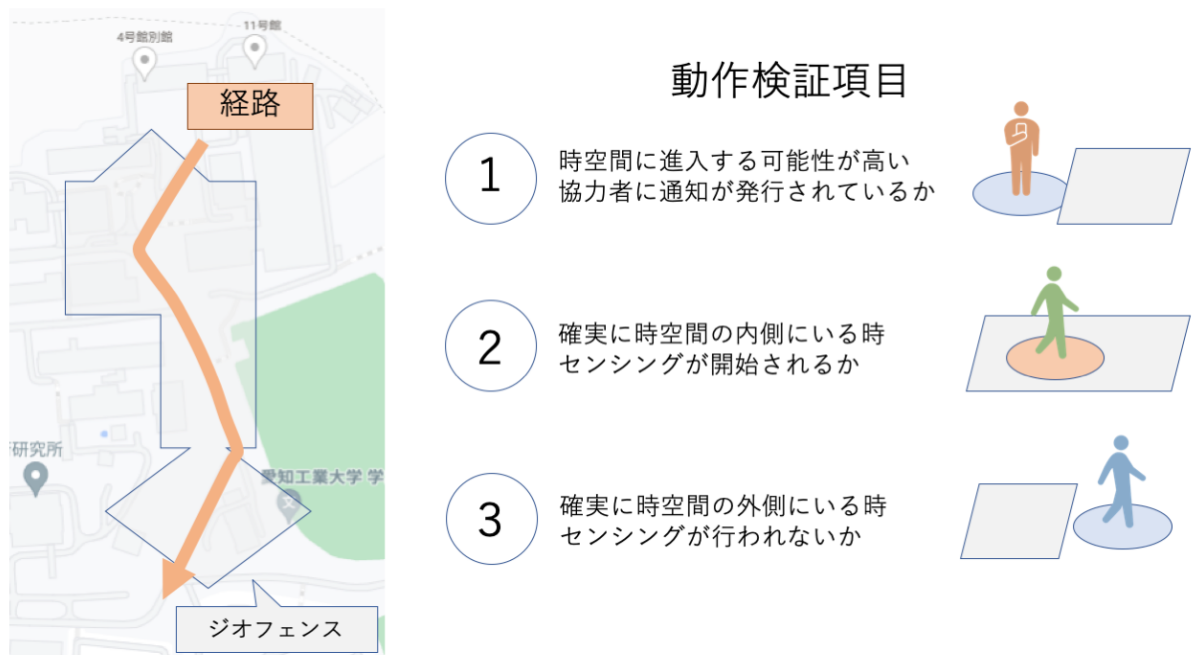 4号館別館
11号館
経路
研究所
愛知工業大学 学
ジオフェンス
動作検証項目
1
時空間に進入する可能性が高い
協力者に通知が発行されているか
2
確実に時空間の内側にいる時
センシングが開始されるか
3
確実に時空間の外側にいる時
センシングが行われないか